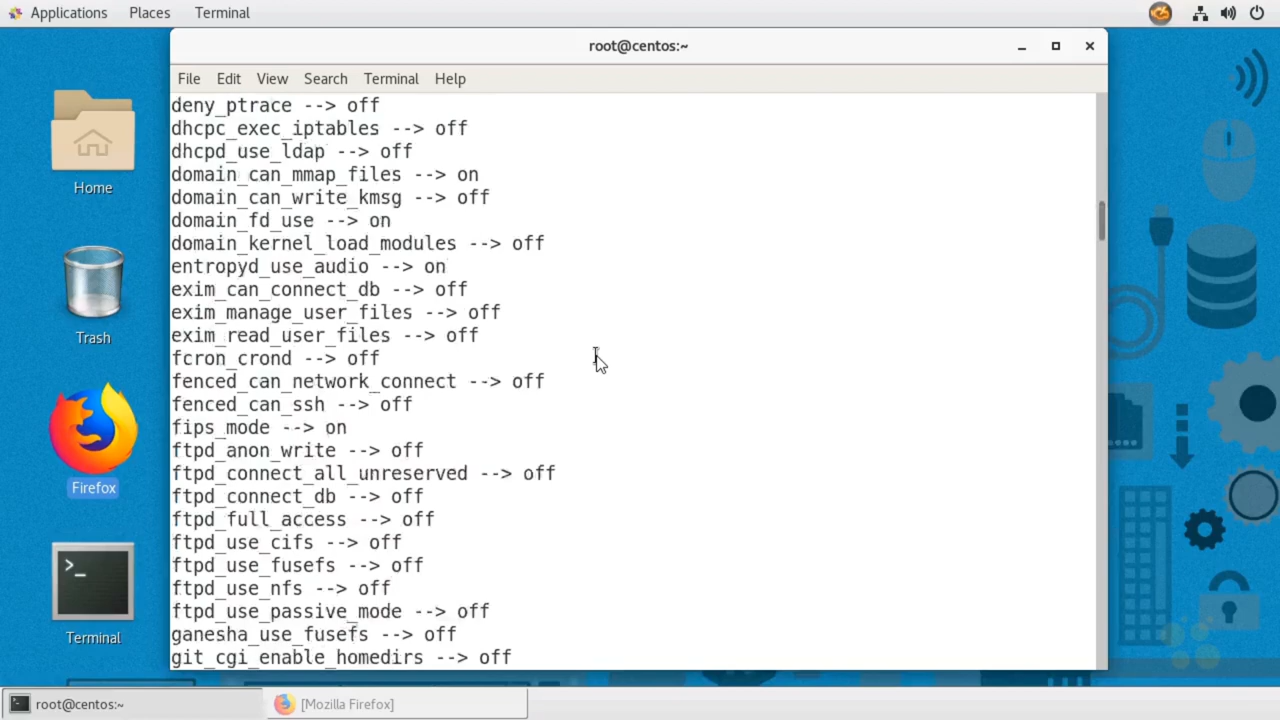 Applications Places Terminal
root@centos:~
File Edit View Search Terminal Help
deny_ptrace --> off
dhcpc_exec_iptables --> off
dhcpd_use_ldap --> off
domain_can_mmap_files --> on
domain_can_write_kmsg --> off
domain_fd_use --> on
domain_kernel_load_modules --> off
entropyd_use_audio --> on
exim_can_connect_db --> off
exim_manage_user_files --> off
exim_read_user_files --> off
fcron_crond --> off
fenced_can_network_connect --> off
fenced_can_ssh --> off
fips_mode --> on
ftpd_anon_write --> off
ftpd_connect_all_unreserved --> off
ftpd_connect_db --> off
ftpd_full_access --> off
ftpd_use_cifs --> off
ftpd_use_fusefs --> off
ftpd_use_nfs --> off
ftpd_use_passive_mode --> off
ganesha_use_fusefs --> off
git_cgi_enable_homedirs --> off
Home
Trash
Firefox
>_
Terminal
root@centos:~
[Mozilla Firefox]